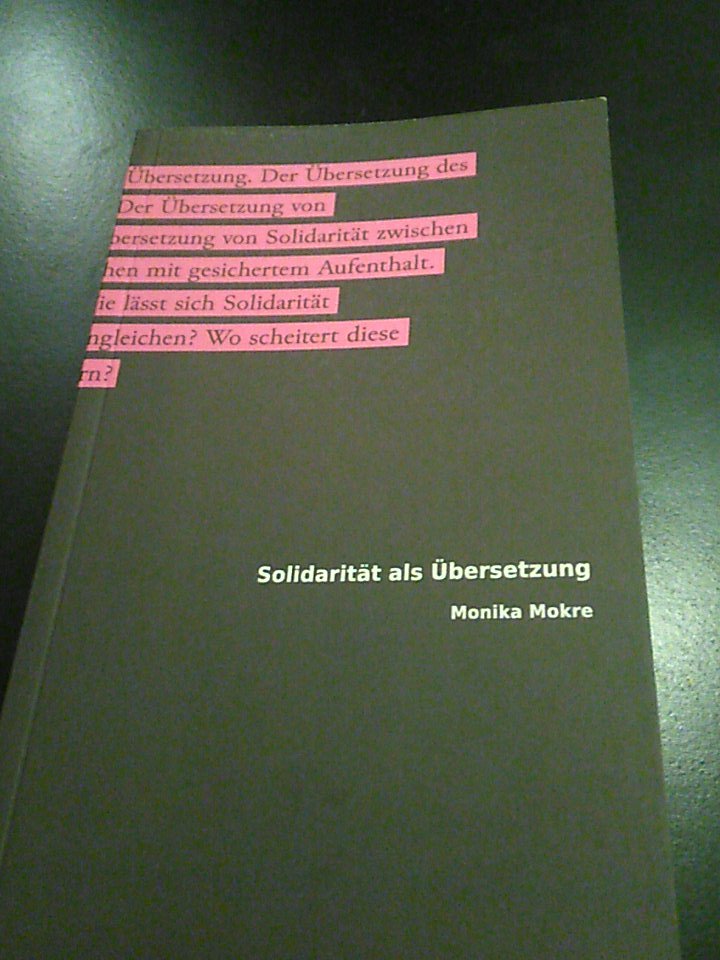 Übersetzung. Der Übersetzung des
Der Übersetzung von
bersetzung von Solidarität zwischen
hen mit gesichertem Aufenthalt.
ie lässt sich Solidarität
ngleichen? Wo scheitert diese
rn?
Solidarität als Übersetzung
Monika Mokre